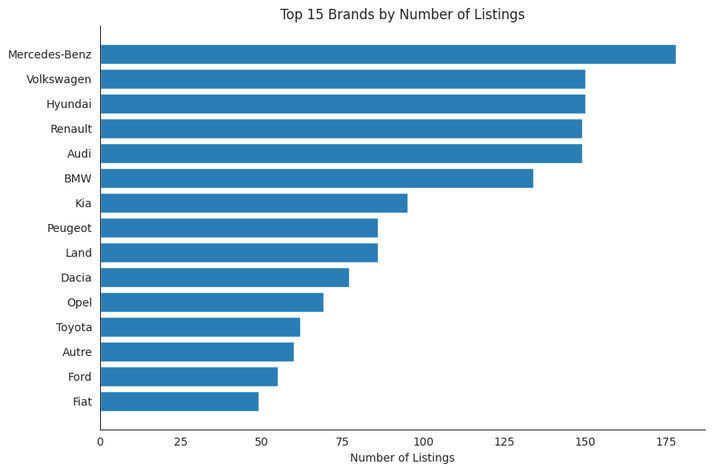 Top 15 Brands by Number of Listings
Mercedes-Benz
Volkswagen
Hyundai
Renault
Audi
BMW
Kia
Peugeot
Land
Dacia
Opel
Toyota
Autre
Ford
Fiat
0 25 50 75 100 125 150 175
Number of Listings